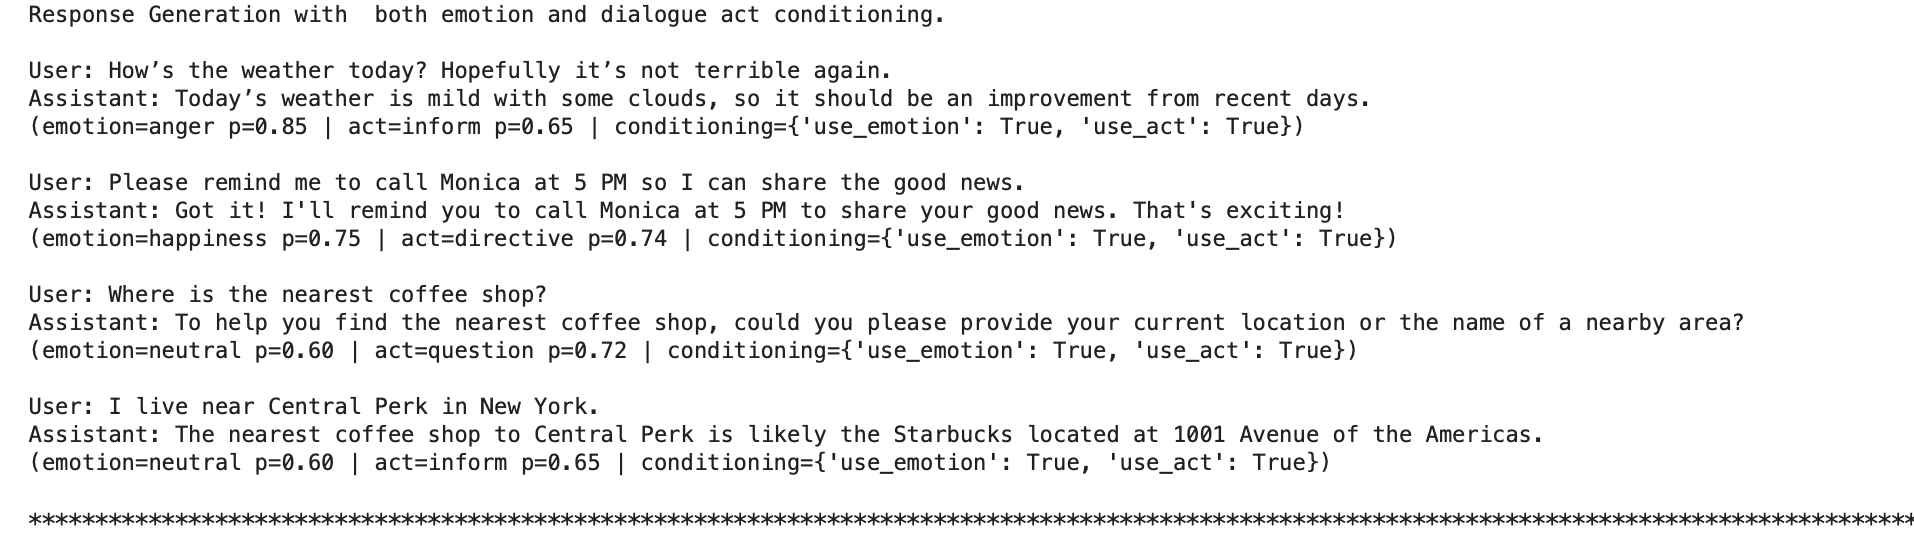 Response Generation with  both emotion and dialogue act conditioning.
User: How’s the weather today? Hopefully it’s not terrible again.
Assistant: Today’s weather is mild with some clouds, so it should be an improvement from recent days.
(emotion=anger p=0.85 | act=inform p=0.65 | conditioning={'use_emotion': True, 'use_act': True})
User: Please remind me to call Monica at 5 PM so I can share the good news.
Assistant: Got it! I'll remind you to call Monica at 5 PM to share your good news. That's exciting!
(emotion=happiness p=0.75 | act=directive p=0.74 | conditioning={'use_emotion': True, 'use_act': True})
User: Where is the nearest coffee shop?
Assistant: To help you find the nearest coffee shop, could you please provide your current location or the name of a nearby area?
(emotion=neutral p=0.60 | act=question p=0.72 | conditioning={'use_emotion': True, 'use_act': True})
User: I live near Central Perk in New York.
Assistant: The nearest coffee shop to Central Perk is likely the Starbucks located at 1001 Avenue of the Americas.
(emotion=neutral p=0.60 | act=inform p=0.65 | conditioning={'use_emotion': True, 'use_act': True})
**********************************************************************************************************************************************